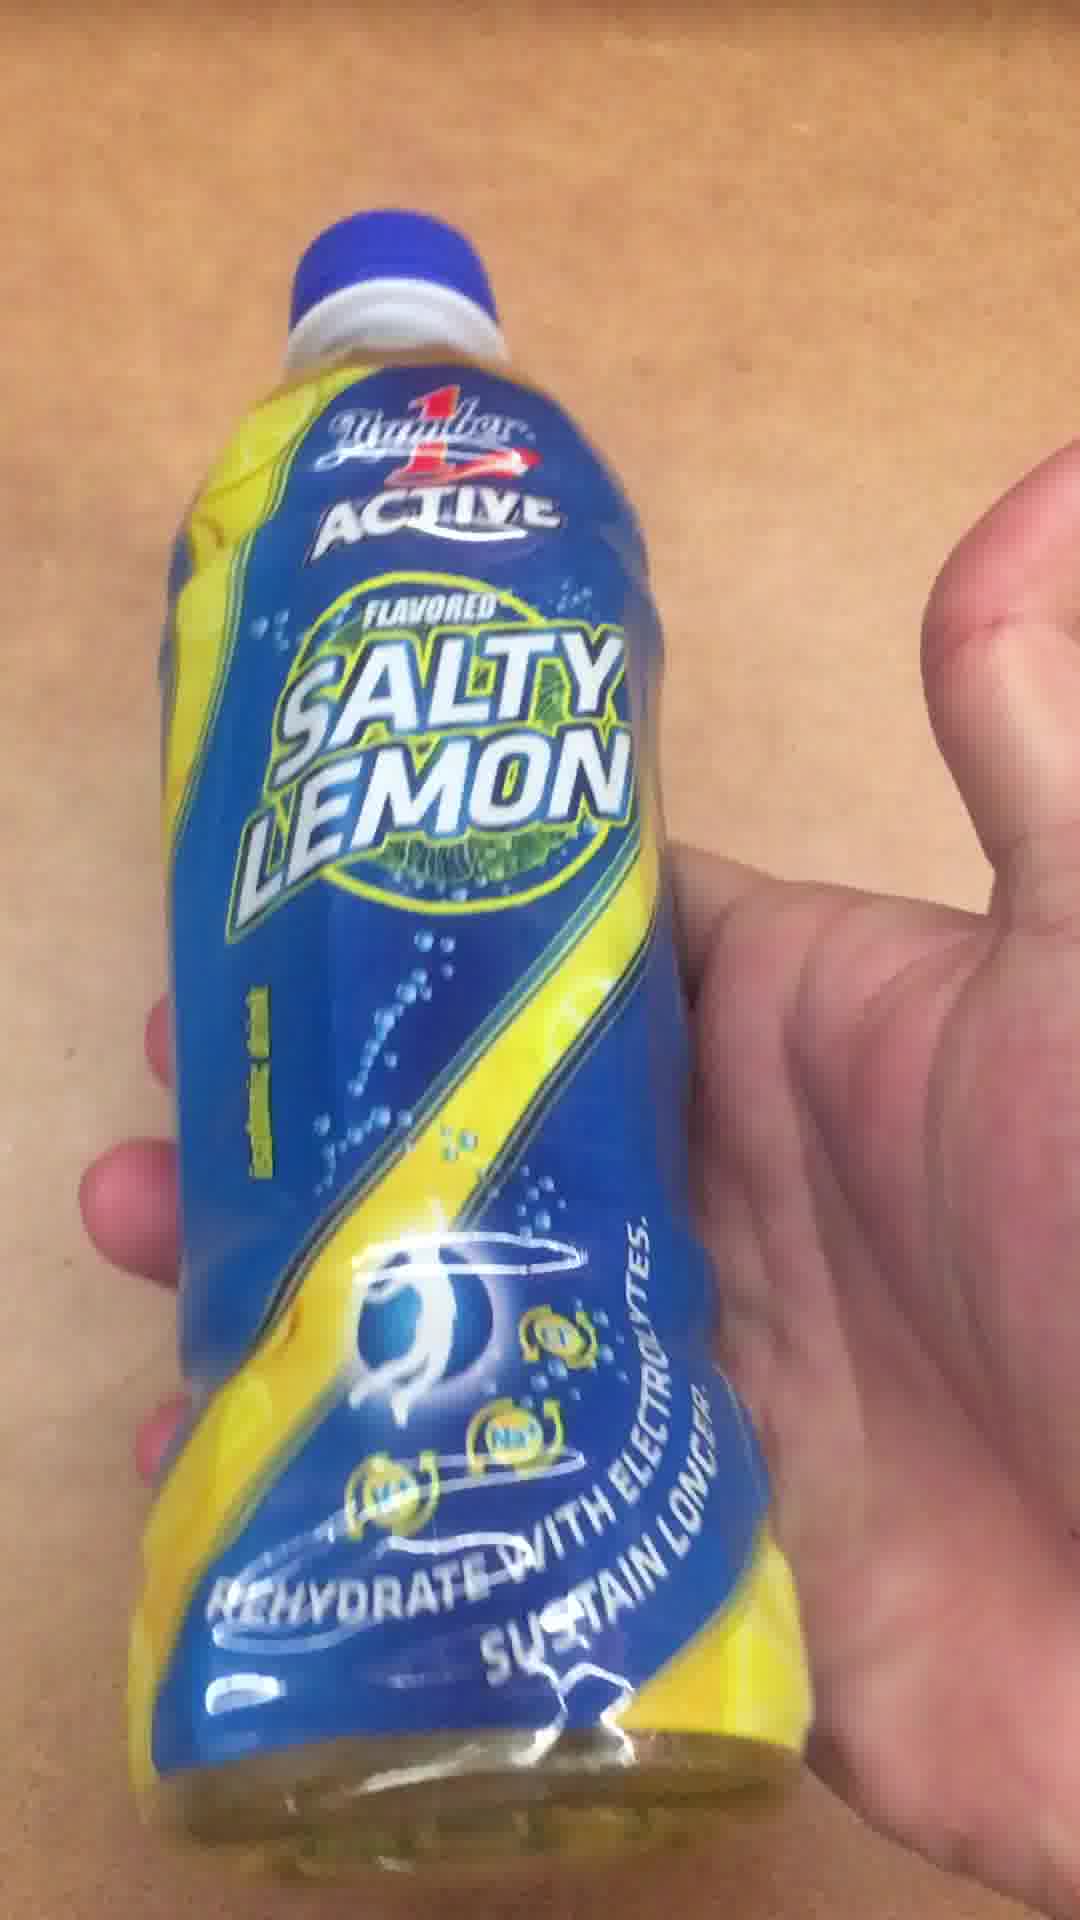 Number 1
ACTIVE
FLAVORED
SALTY
LEMON
Na+
K+
REHYDRATE WITH ELECTROLYTES.
SUSTAIN LONGER.